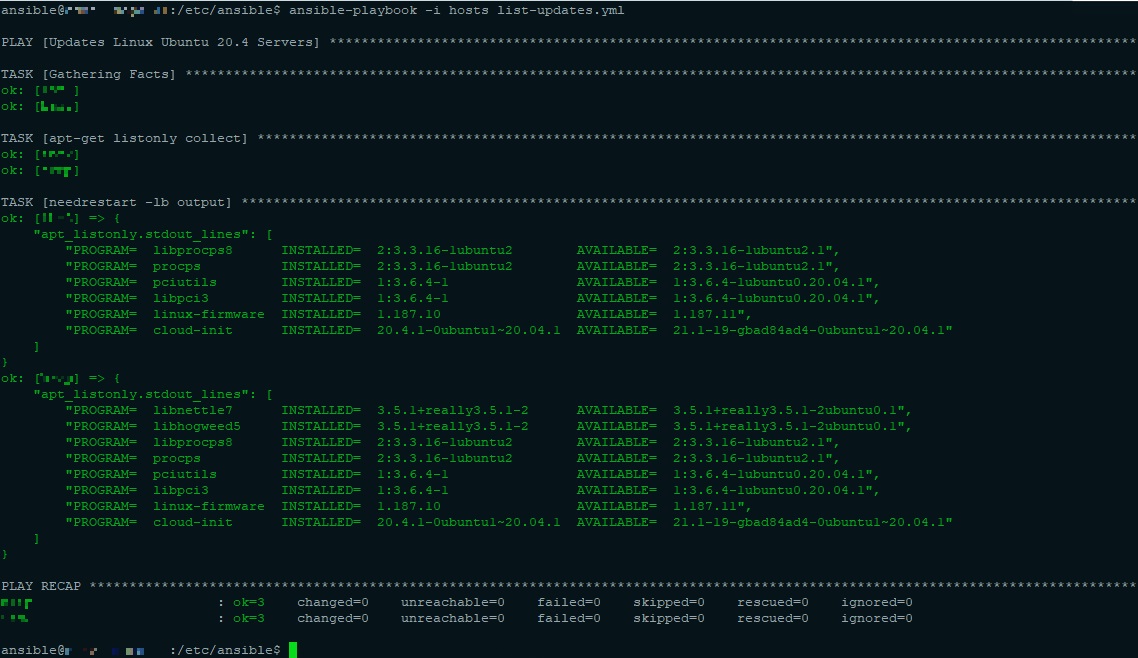 ansible@ :/etc/ansible$ ansible-playbook -i hosts list-updates.yml
PLAY [Updates Linux Ubuntu 20.4 Servers] ****************************************************************************************************
TASK [Gathering Facts] **********************************************************************************************************************
ok: [ ]
ok: [ ]
TASK [apt-get listonly collect] *************************************************************************************************************
ok: [ ]
ok: [ ]
TASK [needrestart -lb output] ***************************************************************************************************************
ok: [ ] => {
    "apt_listonly.stdout_lines": [
        "PROGRAM=  libprocps8      INSTALLED=  2:3.3.16-1ubuntu2        AVAILABLE=  2:3.3.16-1ubuntu2.1",
        "PROGRAM=  procps          INSTALLED=  2:3.3.16-1ubuntu2        AVAILABLE=  2:3.3.16-1ubuntu2.1",
        "PROGRAM=  pciutils        INSTALLED=  1:3.6.4-1                AVAILABLE=  1:3.6.4-1ubuntu0.20.04.1",
        "PROGRAM=  libpci3         INSTALLED=  1:3.6.4-1                AVAILABLE=  1:3.6.4-1ubuntu0.20.04.1",
        "PROGRAM=  linux-firmware  INSTALLED=  1.187.10                 AVAILABLE=  1.187.11",
        "PROGRAM=  cloud-init      INSTALLED=  20.4.1-0ubuntu1~20.04.1  AVAILABLE=  21.1-19-gbad84ad4-0ubuntu1~20.04.1"
    ]
}
ok: [ ] => {
    "apt_listonly.stdout_lines": [
        "PROGRAM=  libnettle7      INSTALLED=  3.5.1+really3.5.1-2      AVAILABLE=  3.5.1+really3.5.1-2ubuntu0.1",
        "PROGRAM=  libhogweed5     INSTALLED=  3.5.1+really3.5.1-2      AVAILABLE=  3.5.1+really3.5.1-2ubuntu0.1",
        "PROGRAM=  libprocps8      INSTALLED=  2:3.3.16-1ubuntu2        AVAILABLE=  2:3.3.16-1ubuntu2.1",
        "PROGRAM=  procps          INSTALLED=  2:3.3.16-1ubuntu2        AVAILABLE=  2:3.3.16-1ubuntu2.1",
        "PROGRAM=  pciutils        INSTALLED=  1:3.6.4-1                AVAILABLE=  1:3.6.4-1ubuntu0.20.04.1",
        "PROGRAM=  libpci3         INSTALLED=  1:3.6.4-1                AVAILABLE=  1:3.6.4-1ubuntu0.20.04.1",
        "PROGRAM=  linux-firmware  INSTALLED=  1.187.10                 AVAILABLE=  1.187.11",
        "PROGRAM=  cloud-init      INSTALLED=  20.4.1-0ubuntu1~20.04.1  AVAILABLE=  21.1-19-gbad84ad4-0ubuntu1~20.04.1"
    ]
}
PLAY RECAP **********************************************************************************************************************************
: ok=3    changed=0    unreachable=0    failed=0    skipped=0    rescued=0    ignored=0
: ok=3    changed=0    unreachable=0    failed=0    skipped=0    rescued=0    ignored=0
ansible@ :/etc/ansible$